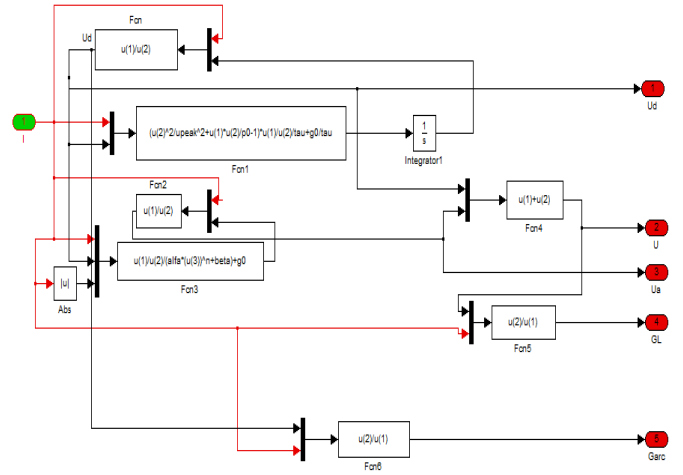 Fcn
Ud
u(1)/u(2)
1
Ud
1
I
(u(2)^2/upeak^2+u(1)*u(2)/p0-1)*u(1)/u(2)/tau+g0/tau
Fcn1
1
s
Integrator1
Fcn2
u(1)/u(2)
u(1)+u(2)
Fcn4
2
U
u(1)/u(2)/(alfa*(u(3))^n+beta)+g0
Fcn3
3
Ua
|u|
Abs
u(2)/u(1)
Fcn5
4
GL
u(2)/u(1)
Fcn6
5
Garc